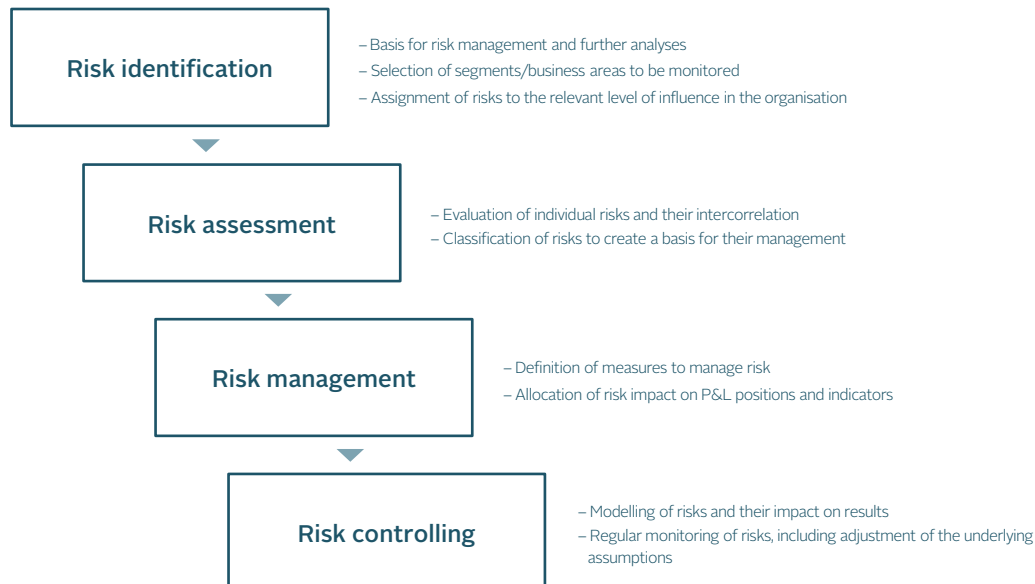 Risk identification
– Basis for risk management and further analyses
– Selection of segments/business areas to be monitored
– Assignment of risks to the relevant level of influence in the organisation
Risk assessment
– Evaluation of individual risks and their intercorrelation
– Classification of risks to create a basis for their management
Risk management
– Definition of measures to manage risk
– Allocation of risk impact on P&L positions and indicators
Risk controlling
– Modelling of risks and their impact on results
– Regular monitoring of risks, including adjustment of the underlying
assumptions